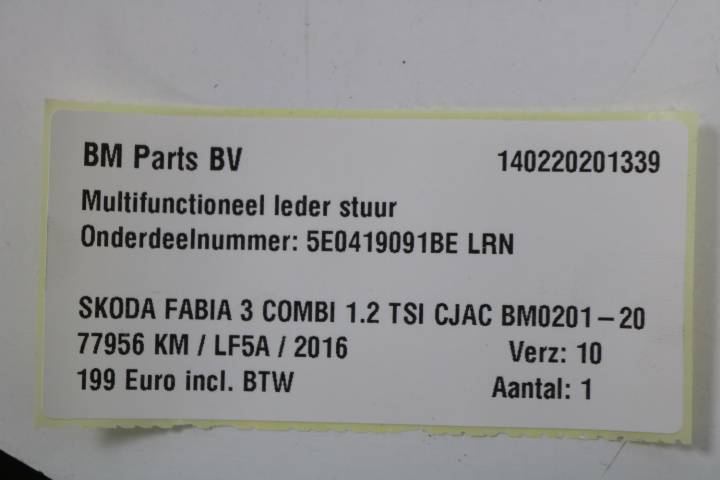 BM Parts BV 140220201339
Multifunctioneel leder stuur
Onderdeelnummer: 5E0419091BE LRN
SKODA FABIA 3 COMBI 1.2 TSI CJAC BM0201-20
77956 KM / LF5A / 2016 Verz: 10
199 Euro incl. BTW Aantal: 1